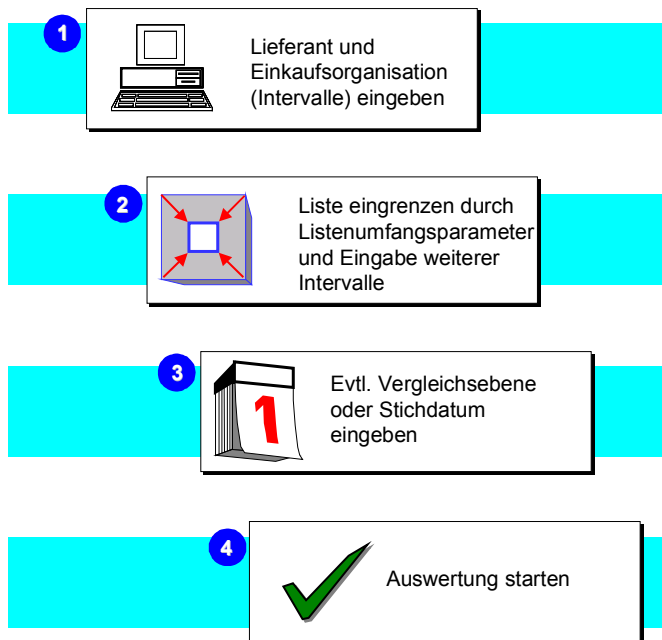 1
Lieferant und
Einkaufsorganisation
(Intervalle) eingeben
2
Liste eingrenzen durch
Listenumfangsparameter
und Eingabe weiterer
Intervalle
3
1
Evtl. Vergleichsebene
oder Stichdatum
eingeben
4
Auswertung starten